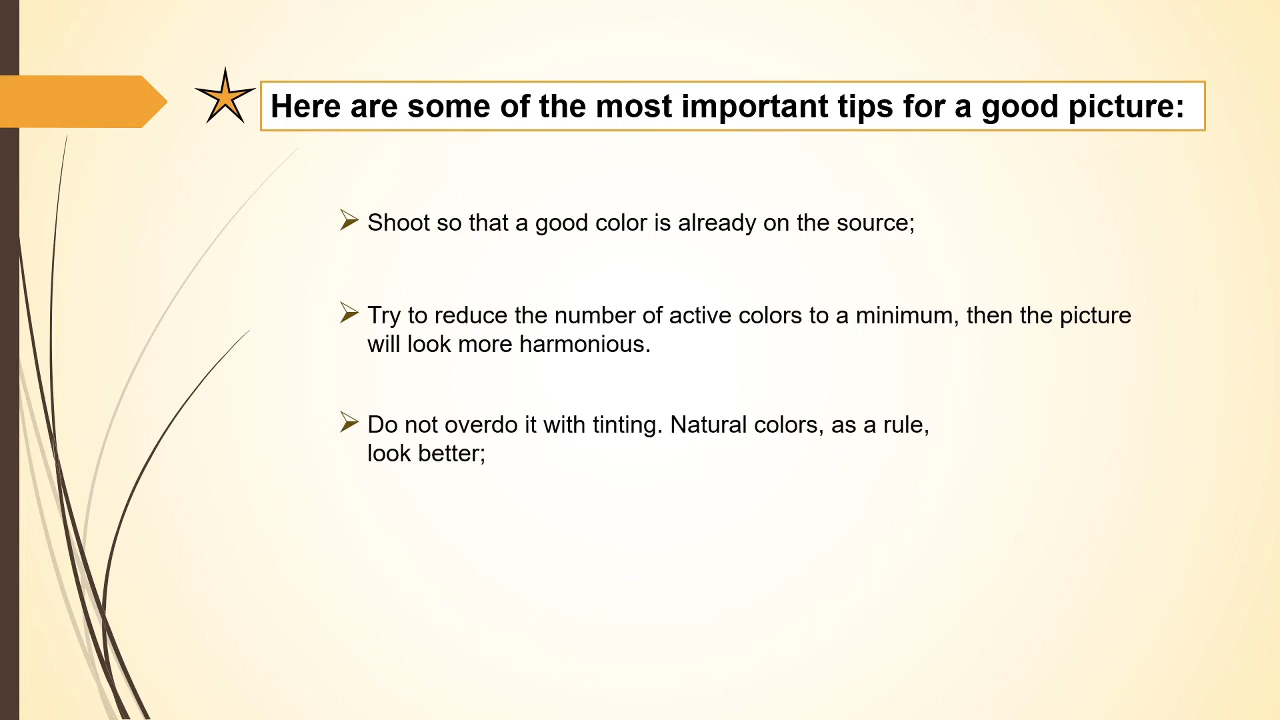 Here are some of the most important tips for a good picture:
Shoot so that a good color is already on the source;
Try to reduce the number of active colors to a minimum, then the picture
will look more harmonious.
Do not overdo it with tinting. Natural colors, as a rule,
look better;